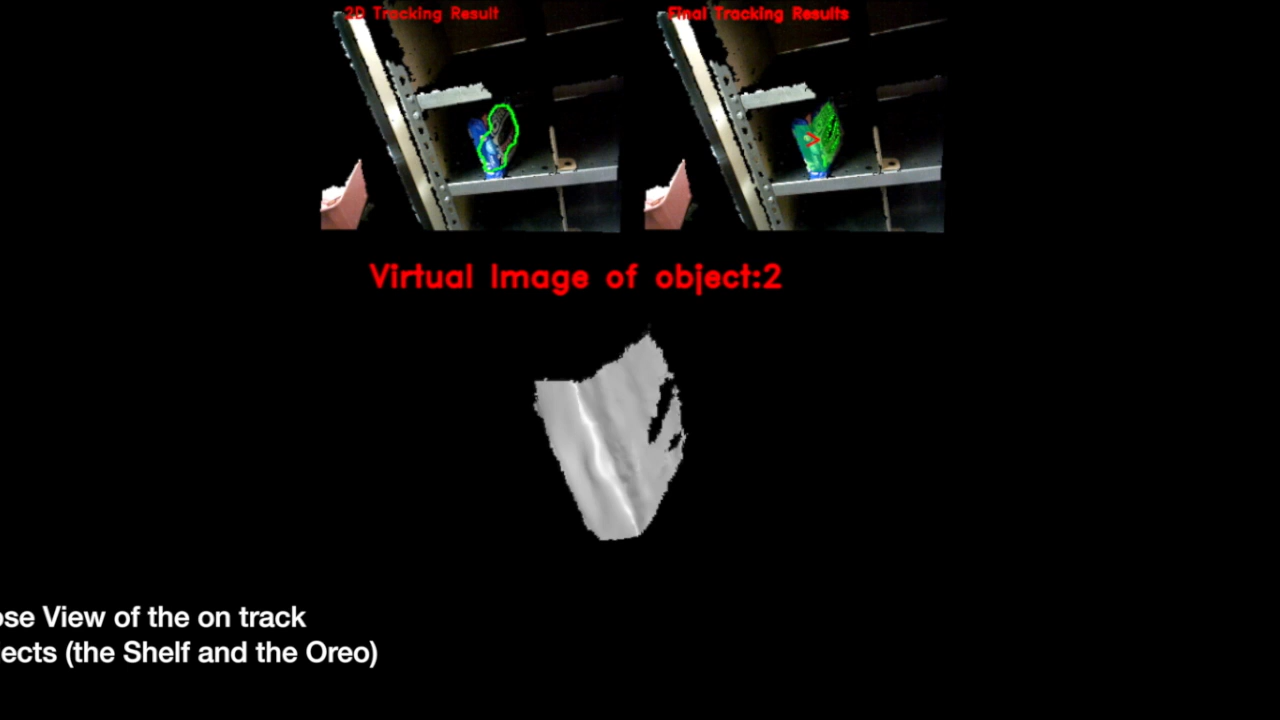 2D Tracking Result
Final Tracking Results
Virtual Image of object:2
ose View of the on track
ects (the Shelf and the Oreo)